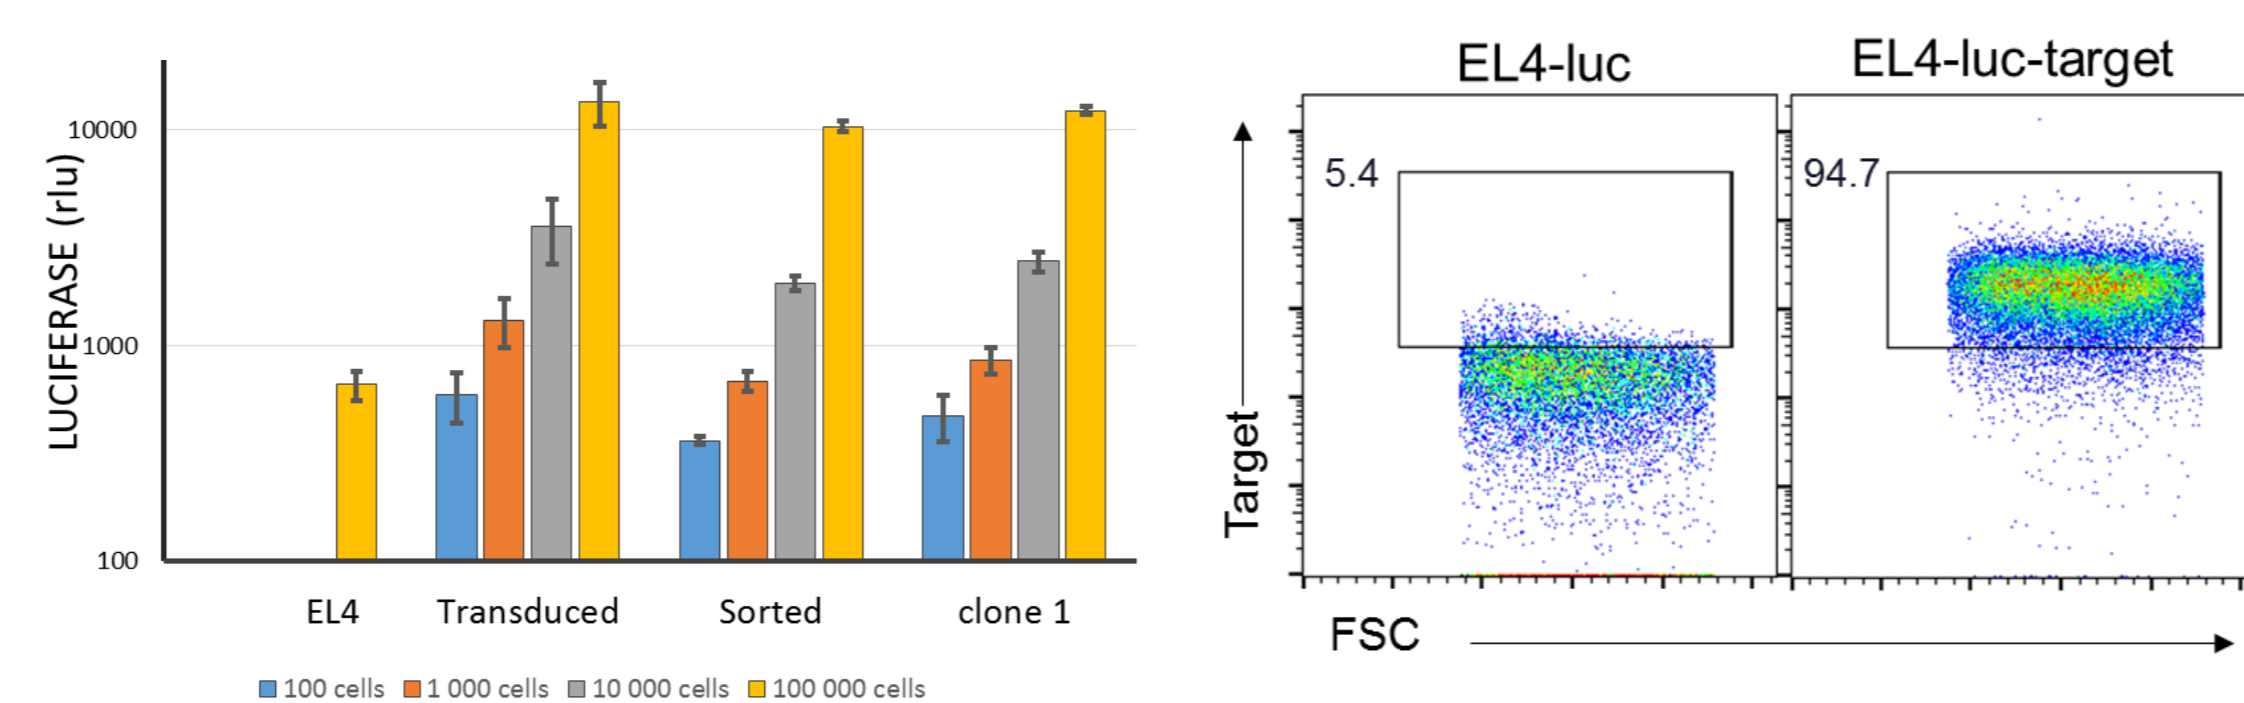 LUCIFERASE (rlu)
10000
1000
100
EL4 Transduced Sorted clone 1
100 cells 1 000 cells 10 000 cells 100 000 cells
EL4-luc EL4-luc-target
5.4 94.7
Target
FSC